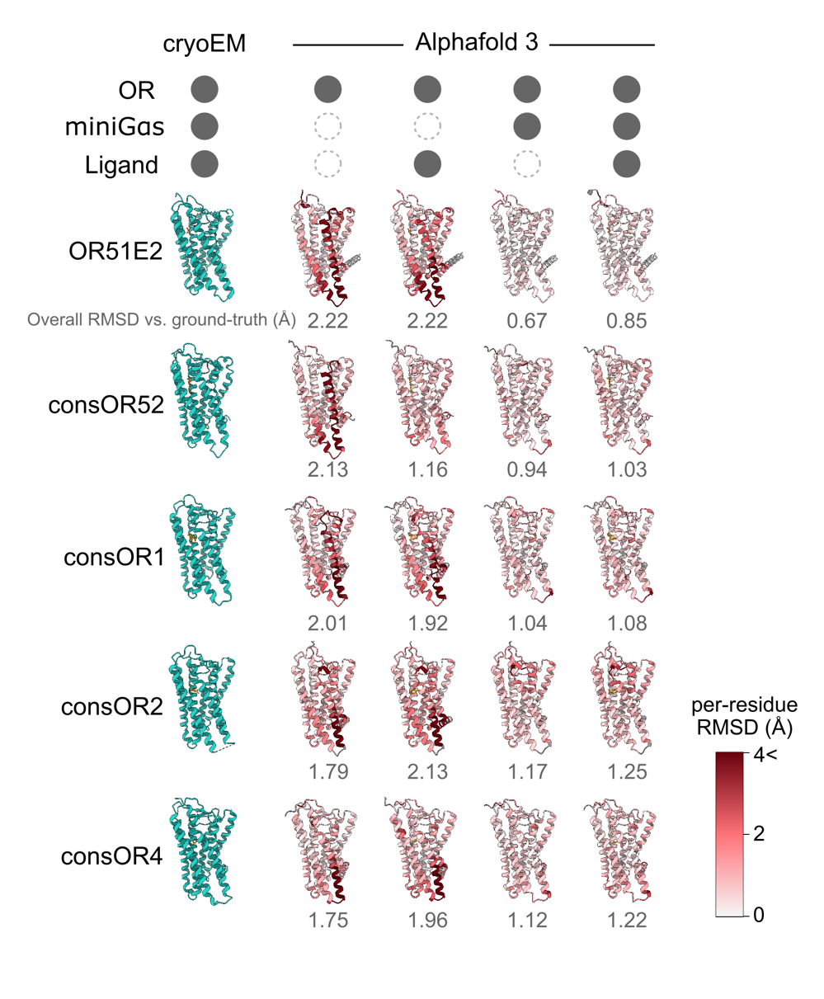 cryoEM
Alphafold 3
OR
miniGαs
Ligand
OR51E2
Overall RMSD vs. ground-truth (Å) 2.22 2.22 0.67 0.85
consOR52
2.13 1.16 0.94 1.03
consOR1
2.01 1.92 1.04 1.08
consOR2
1.79 2.13 1.17 1.25
consOR4
1.75 1.96 1.12 1.22
per-residue
RMSD (Å)
4<
2
0